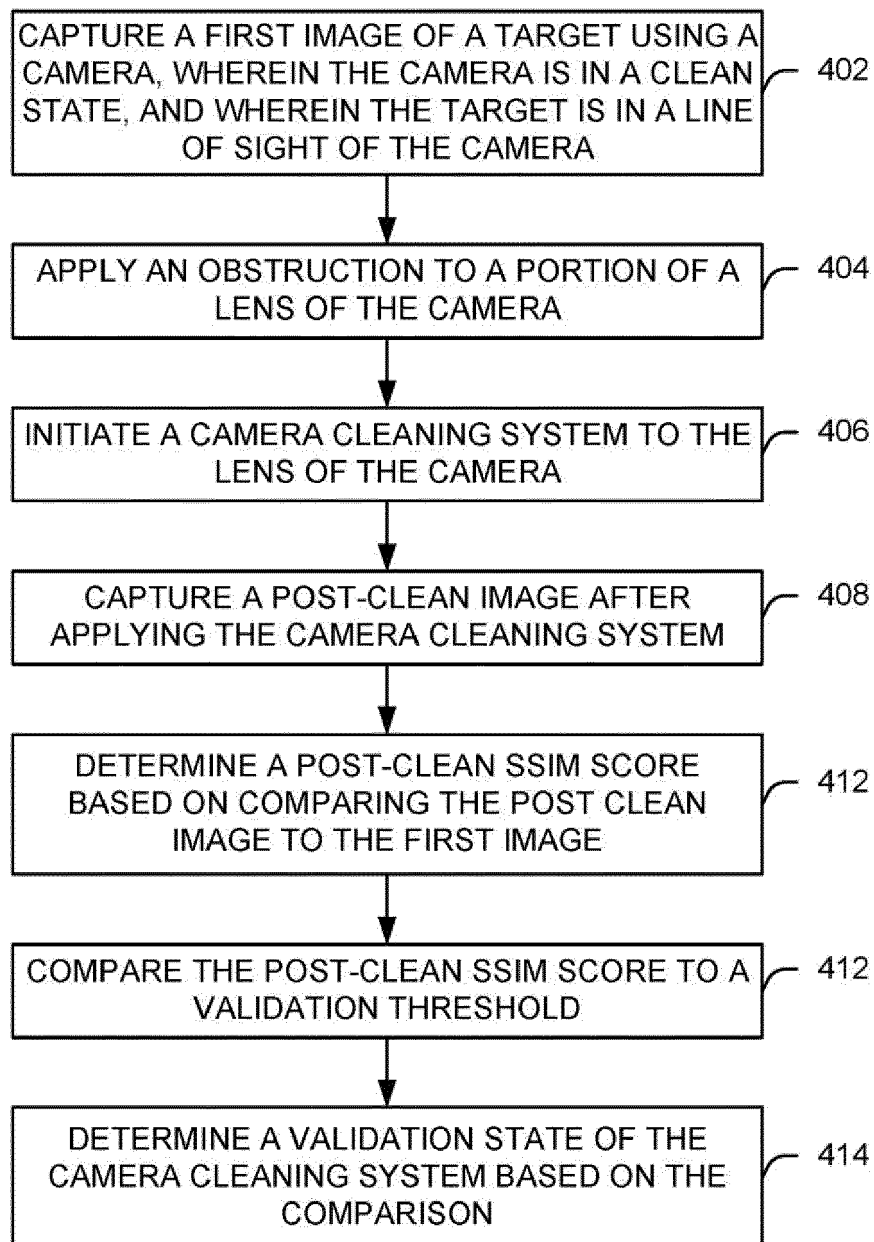 CAPTURE A FIRST IMAGE OF A TARGET USING A
CAMERA, WHEREIN THE CAMERA IS IN A CLEAN
STATE, AND WHEREIN THE TARGET IS IN A LINE
OF SIGHT OF THE CAMERA
402
APPLY AN OBSTRUCTION TO A PORTION OF A
LENS OF THE CAMERA
404
INITIATE A CAMERA CLEANING SYSTEM TO THE
LENS OF THE CAMERA
406
CAPTURE A POST-CLEAN IMAGE AFTER
APPLYING THE CAMERA CLEANING SYSTEM
408
DETERMINE A POST-CLEAN SSIM SCORE
BASED ON COMPARING THE POST CLEAN
IMAGE TO THE FIRST IMAGE
412
COMPARE THE POST-CLEAN SSIM SCORE TO A
VALIDATION THRESHOLD
412
DETERMINE A VALIDATION STATE OF THE
CAMERA CLEANING SYSTEM BASED ON THE
COMPARISON
414